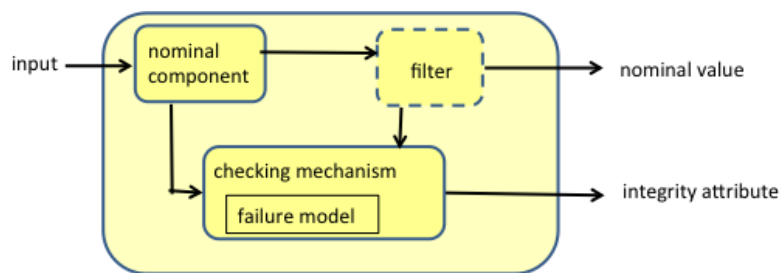 input
nominal
component
filter
nominal value
checking mechanism
failure model
integrity attribute